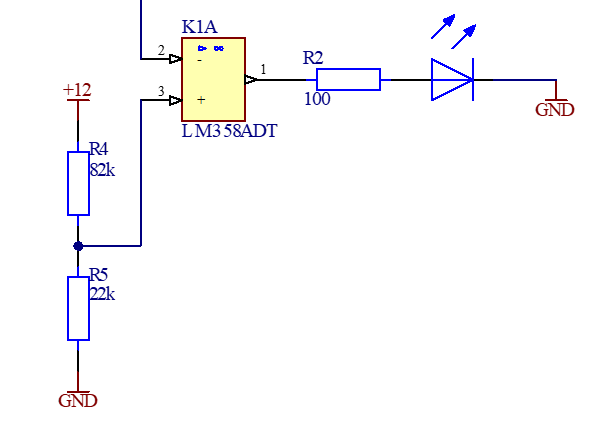 K1A
2
-
1
R2
100
3
+
LM358ADT
+12
GND
R4
82k
R5
22k
GND